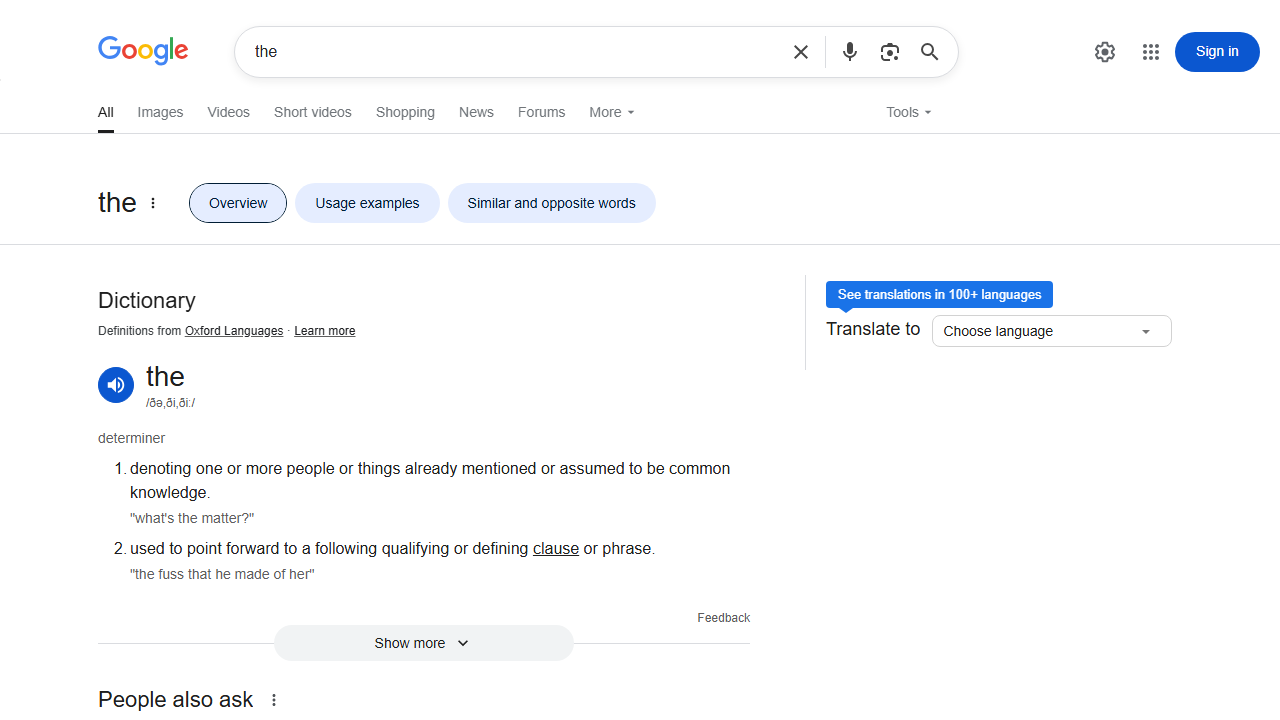 Google
the
Sign in
All Images Videos Short videos Shopping News Forums More Tools
the Overview Usage examples Similar and opposite words
Dictionary
Definitions from Oxford Languages · Learn more
the
/ðə,ði,ðiː/
determiner
1. denoting one or more people or things already mentioned or assumed to be common
knowledge.
"what's the matter?"
2. used to point forward to a following qualifying or defining clause or phrase.
"the fuss that he made of her"
See translations in 100+ languages
Translate to Choose language
Feedback
Show more
People also ask